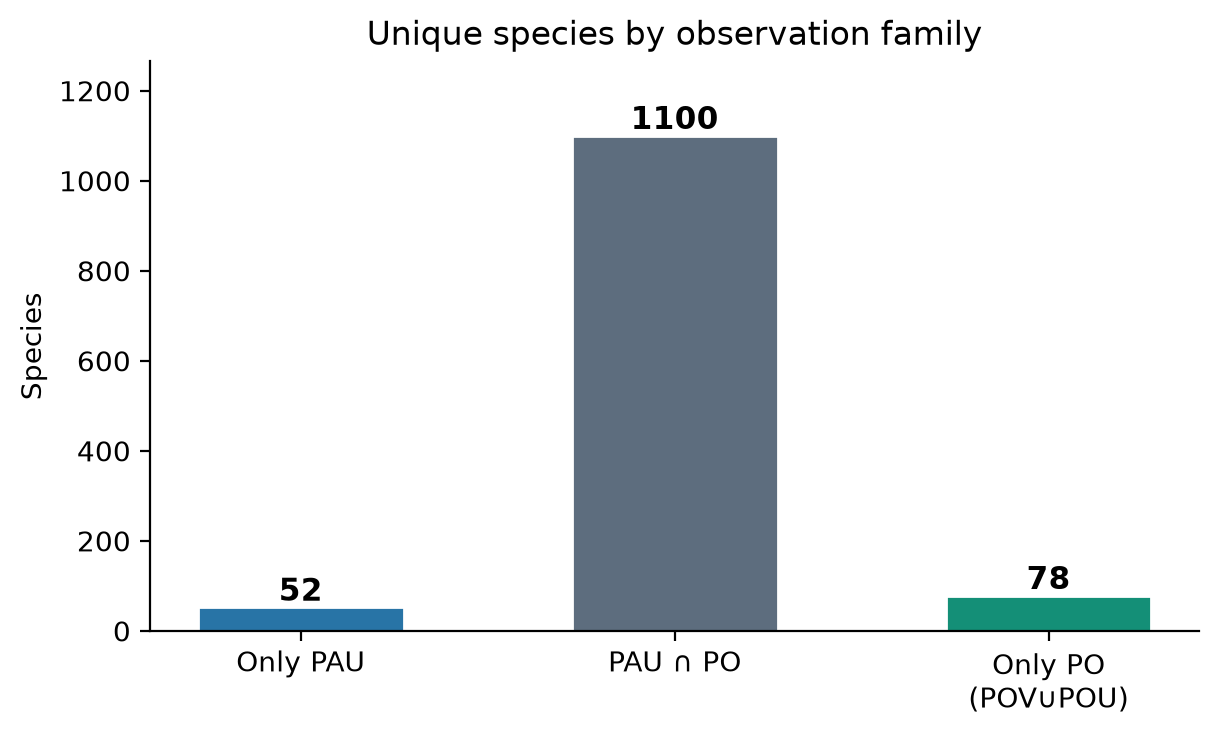 Unique species by observation family
1200
1000
800
600
400
200
0
Species
52
1100
78
Only PAU
PAU ∩ PO
Only PO
(POV∪POU)